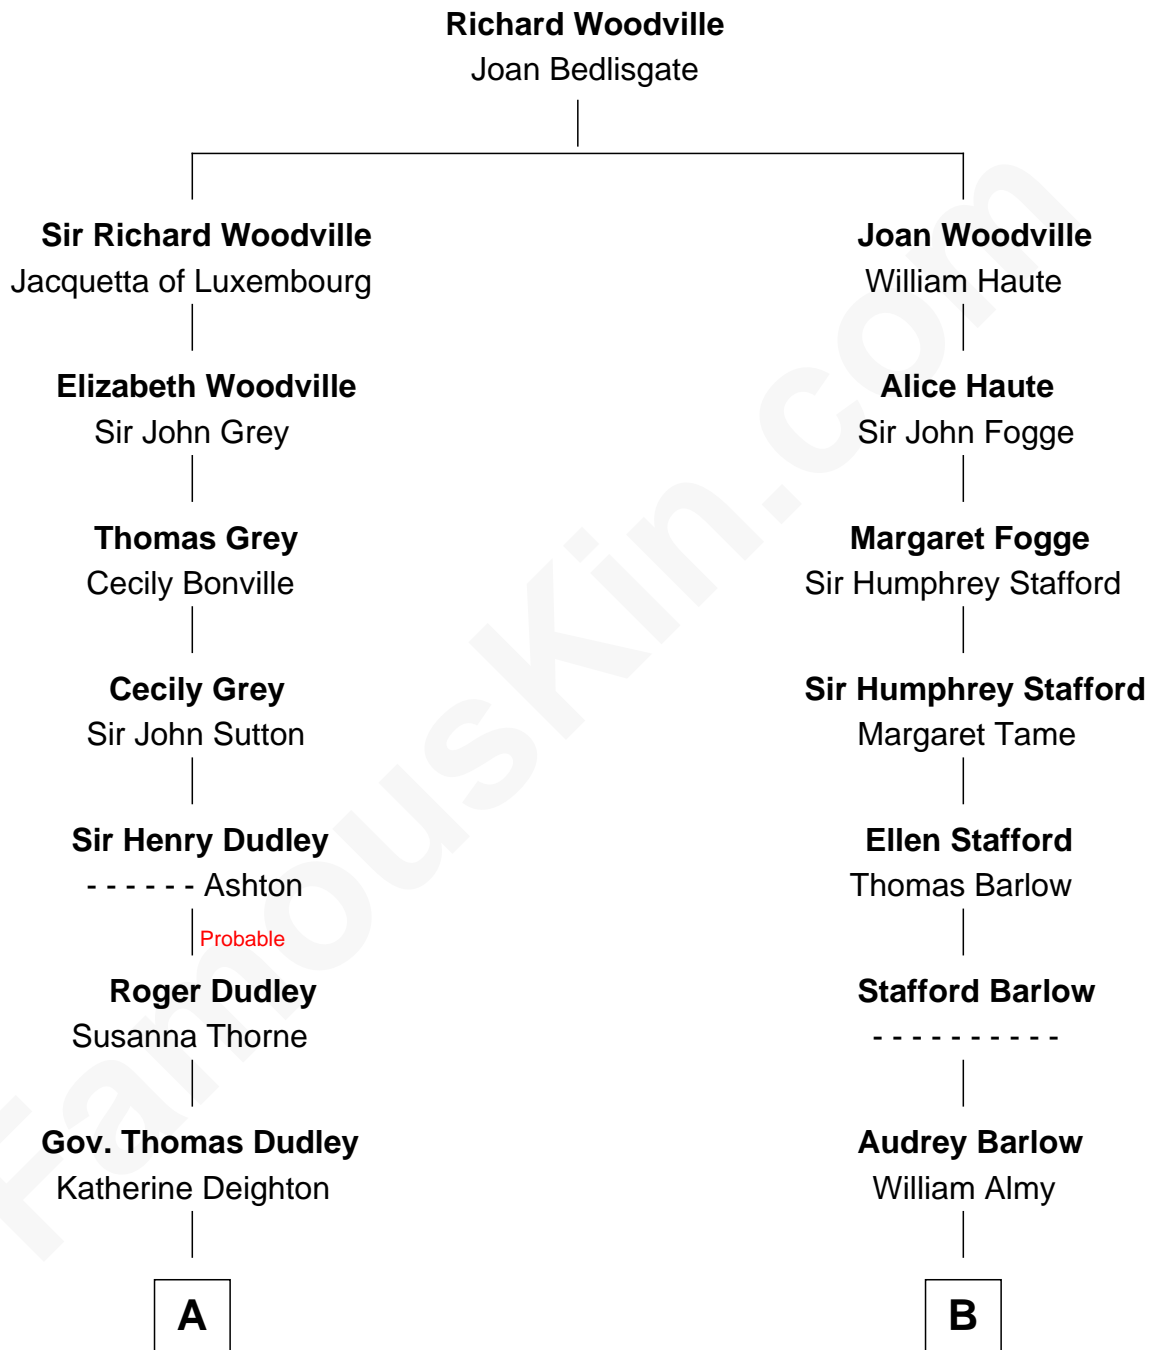 Richard Woodville
Joan Bedlisgate
Sir Richard Woodville
Jacquetta of Luxembourg
Joan Woodville
William Haute
Elizabeth Woodville
Sir John Grey
Alice Haute
Sir John Fogge
Thomas Grey
Cecily Bonville
Margaret Fogge
Sir Humphrey Stafford
Cecily Grey
Sir John Sutton
Sir Humphrey Stafford
Margaret Tame
Sir Henry Dudley
- - - - - - Ashton
Ellen Stafford
Thomas Barlow
Probable
Roger Dudley
Susanna Thorne
Stafford Barlow
- - - - - - - - - -
Gov. Thomas Dudley
Katherine Deighton
Audrey Barlow
William Almy
A
B
FamousKin.com